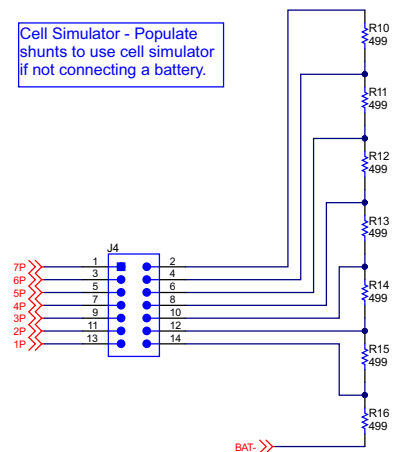 Cell Simulator - Populate
shunts to use cell simulator
if not connecting a battery.
R10
499
R11
499
R12
499
R13
499
R14
499
R15
499
R16
499
J4
7P 1 2
6P 3 4
5P 5 6
4P 7 8
3P 9 10
2P 11 12
1P 13 14
BAT-